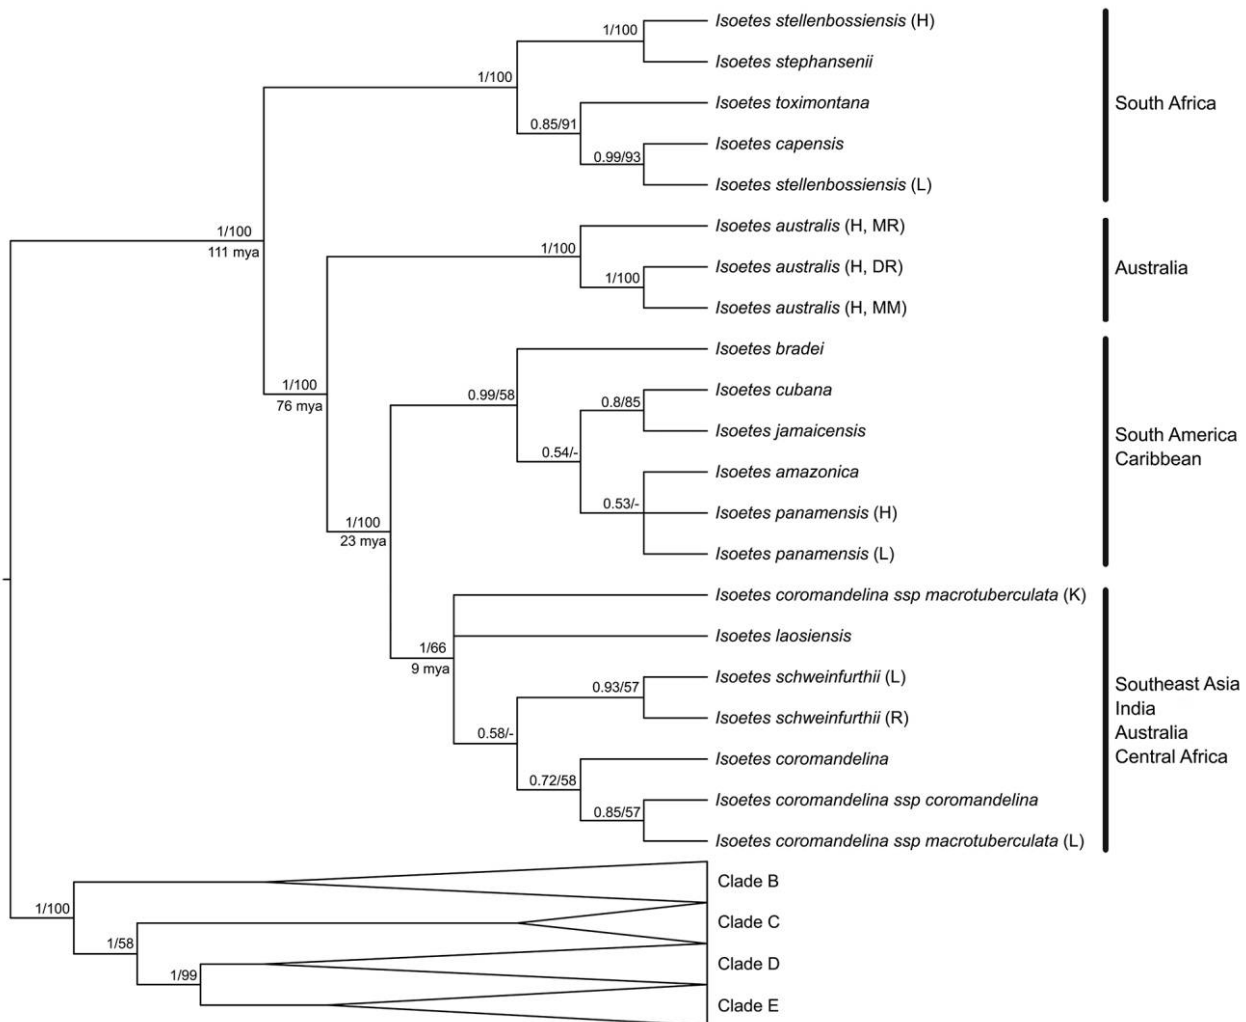 Isoetes stellenbossiensis (H)
1/100
Isoetes stephansenii
1/100
Isoetes toximontana
South Africa
0.85/91
Isoetes capensis
0.99/93
Isoetes stellenbossiensis (L)
Isoetes australis (H, MR)
1/100
111 mya
1/100
Isoetes australis (H, DR)
Australia
1/100
Isoetes australis (H, MM)
Isoetes bradei
1/100
76 mya
0.99/58
Isoetes cubana
0.8/85
Isoetes jamaicensis
South America
Caribbean
0.54/-
Isoetes amazonica
0.53/-
Isoetes panamensis (H)
1/100
23 mya
Isoetes panamensis (L)
Isoetes coromandelina ssp macrotuberculata (K)
Isoetes laosiensis
1/66
9 mya
Isoetes schweinfurthii (L)
0.93/57
Southeast Asia
India
Australia
Central Africa
Isoetes schweinfurthii (R)
0.58/-
Isoetes coromandelina
0.72/58
Isoetes coromandelina ssp coromandelina
0.85/57
Isoetes coromandelina ssp macrotuberculata (L)
Clade B
1/100
Clade C
1/58
Clade D
1/99
Clade E